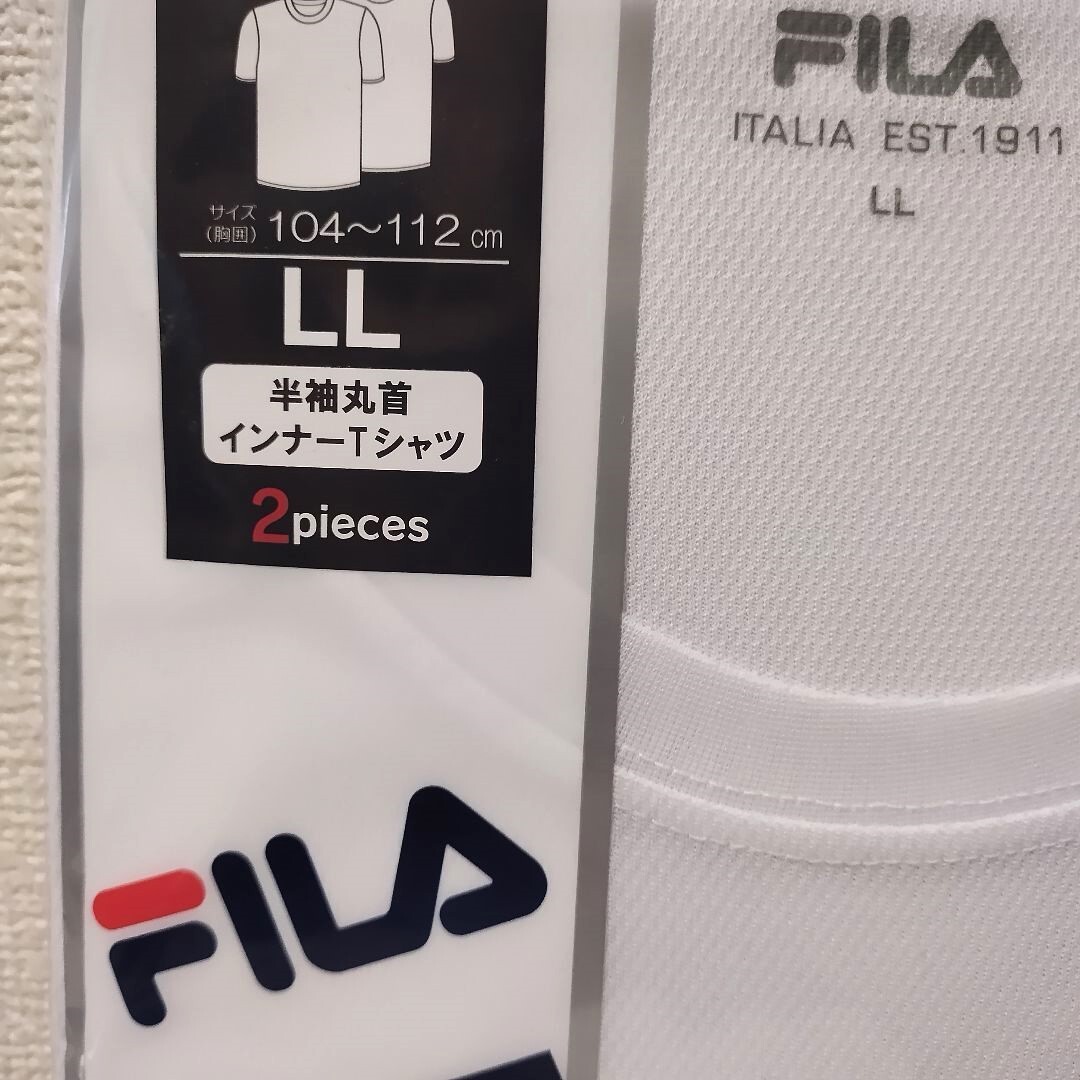 サイズ
(胸囲) 104～112 cm
LL
半袖丸首
インナーTシャツ
2pieces
FILA
FILA
ITALIA EST.1911
LL